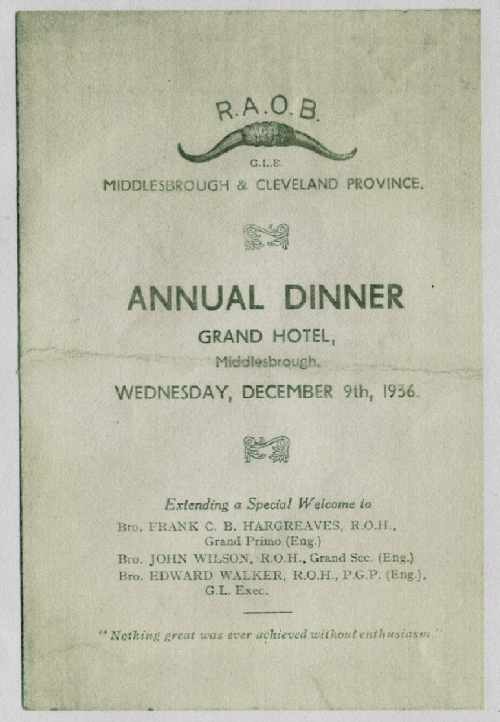 R.A.O.B.
G.L.E.
MIDDLESBROUGH & CLEVELAND PROVINCE.
ANNUAL DINNER
GRAND HOTEL,
Middlesbrough.
WEDNESDAY, DECEMBER 9th, 1936.
Extending a Special Welcome to
Bro. FRANK C. B. HARGREAVES, R.O.H.,
Grand Primo (Eng.)
Bro. JOHN WILSON, R.O.H., Grand Sec. (Eng.)
Bro. EDWARD WALKER, R.O.H., P.G.P. (Eng.),
G.L. Exec.
"Nothing great was ever achieved without enthusiasm"